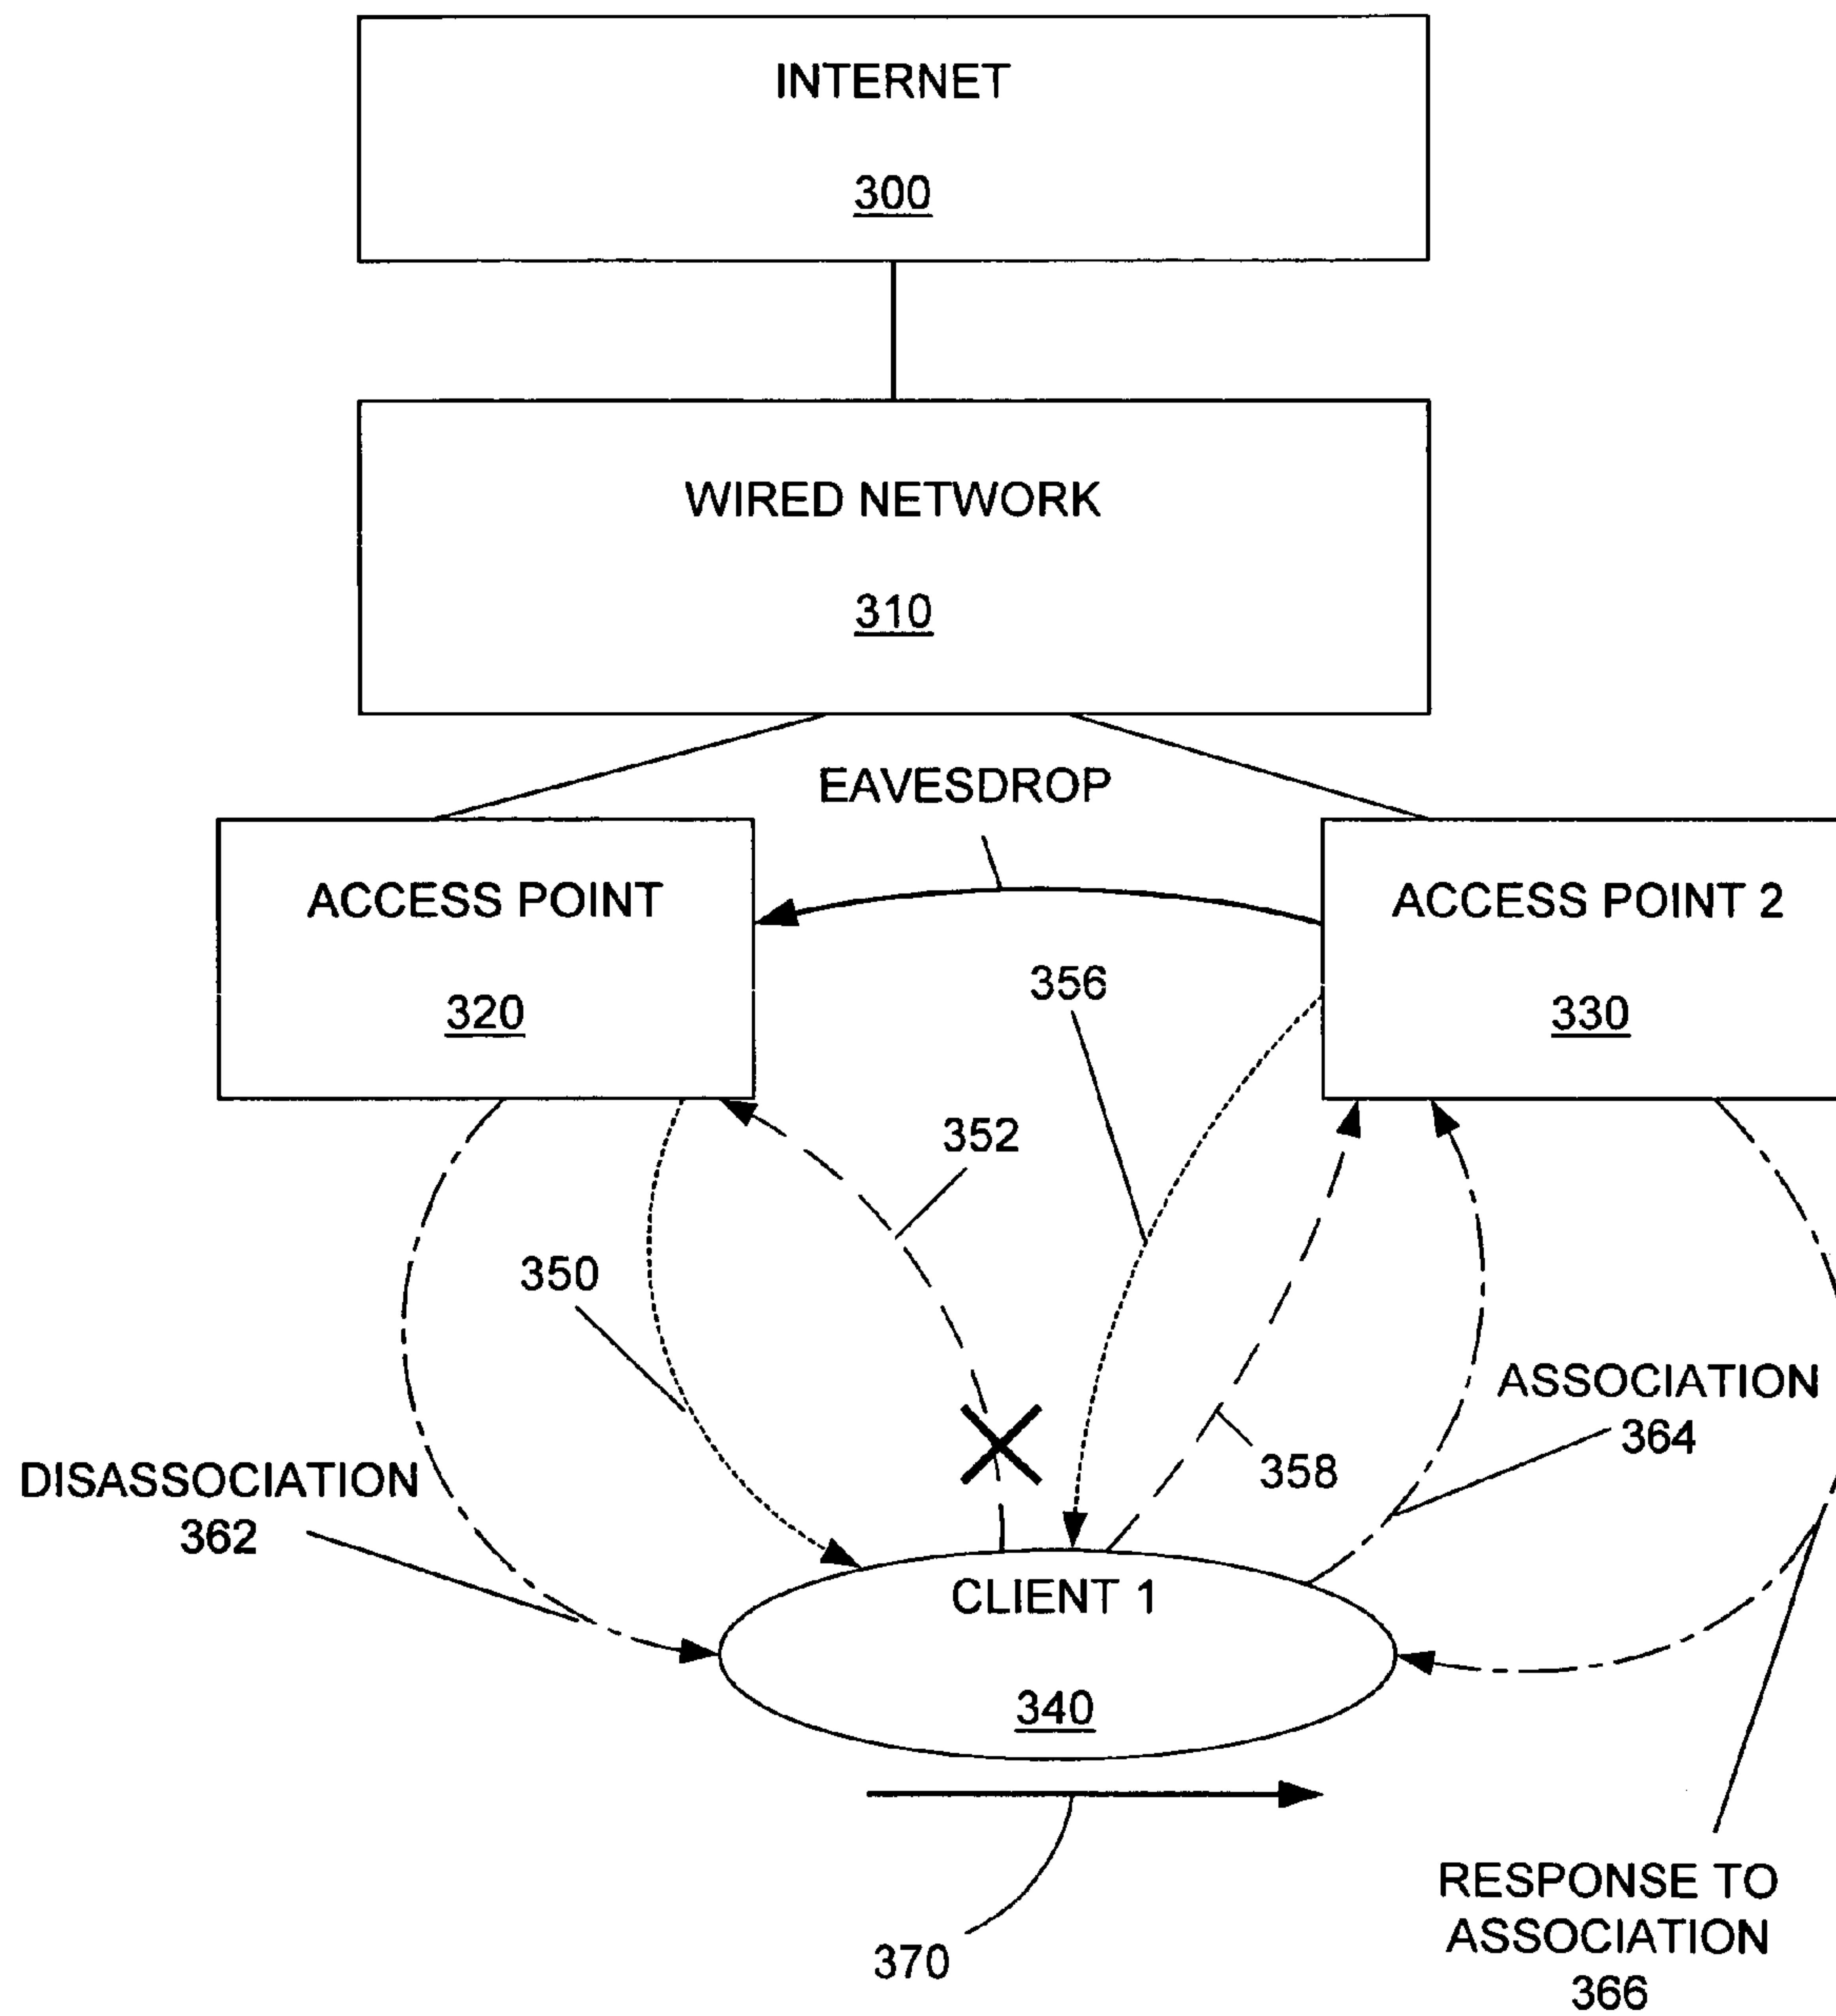 INTERNET
300
WIRED NETWORK
310
EAVESDROP
ACCESS POINT
320
ACCESS POINT 2
330
356
352
350
ASSOCIATION
364
358
DISASSOCIATION
362
CLIENT 1
340
370
RESPONSE TO
ASSOCIATION
366